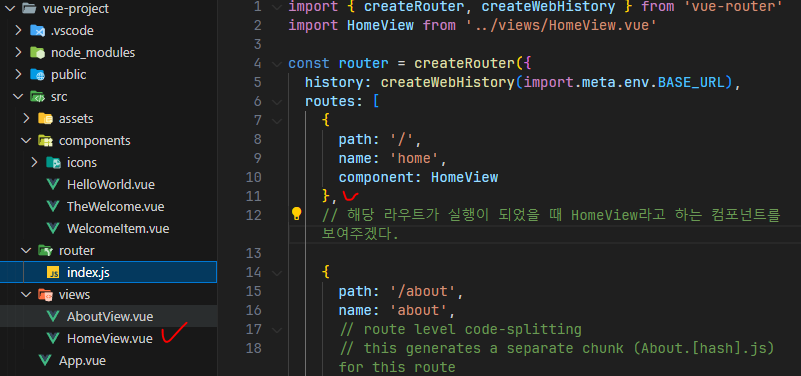 vue-project
.vscode
node_modules
public
src
assets
components
icons
HelloWorld.vue
TheWelcome.vue
WelcomeItem.vue
router
JS index.js
views
AboutView.vue
HomeView.vue
App.vue
1 import { createRouter, createWebHistory } from 'vue-router'
2 import HomeView from '../views/HomeView.vue'
3
4 const router = createRouter({
5 history: createWebHistory(import.meta.env.BASE_URL),
6 routes: [
7 {
8 path: '/',
9 name: 'home',
10 component: HomeView
11 },
12 // 해당 라우트가 실행이 되었을 때 HomeView라고 하는 컴포넌트를
보여주겠다.
13
14 {
15 path: '/about',
16 name: 'about',
17 // route level code-splitting
18 // this generates a separate chunk (About.[hash].js)
for this route